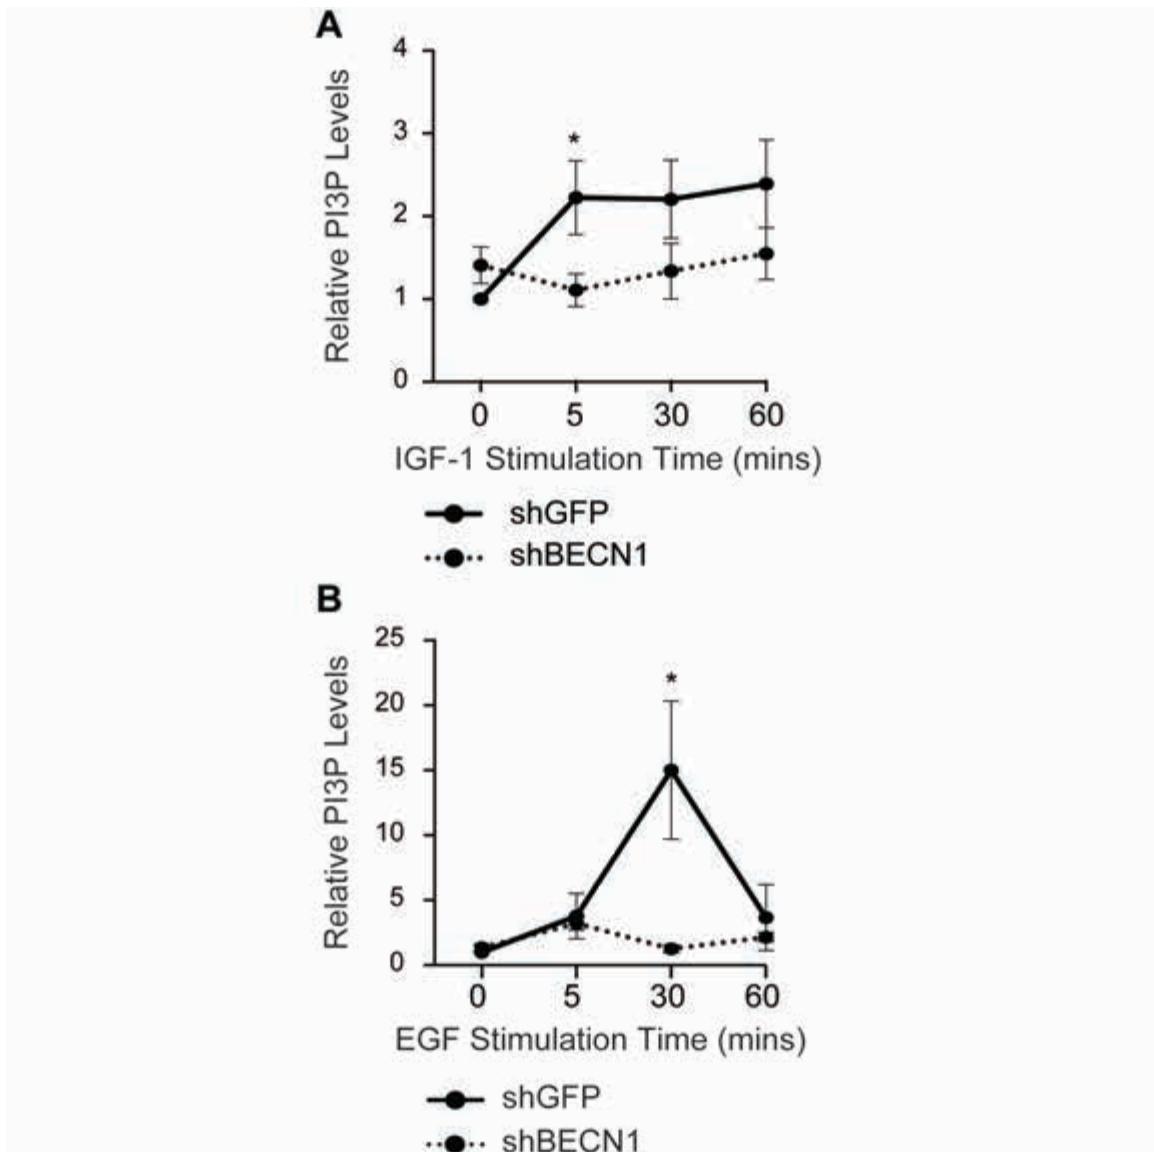 A
Relative PI3P Levels
4
3
2
1
0
*
0 5 30 60
IGF-1 Stimulation Time (mins)
shGFP
shBECN1
B
Relative PI3P Levels
25
20
15
10
5
0
*
0 5 30 60
EGF Stimulation Time (mins)
shGFP
shBECN1